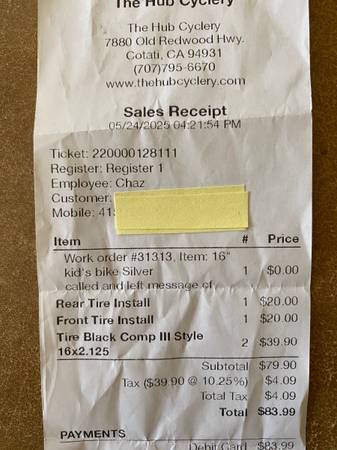 The Hub Cyclery
The Hub Cyclery
7880 Old Redwood Hwy.
Cotati, CA 94931
(707)795-6670
www.thehubcyclery.com
Sales Receipt
05/24/2025 04:21:54 PM
Ticket: 220000128111
Register: Register 1
Employee: Chaz
Customer:
Mobile: 41
Item # Price
Work order #31313, Item: 16"
kid's bike Silver 1 $0.00
called and left message cf
Rear Tire Install 1 $20.00
Front Tire Install 1 $20.00
Tire Black Comp III Style 2 $39.90
16x2.125
Subtotal $79.90
Tax ($39.90 @ 10.25%) $4.09
Total Tax $4.09
Total $83.99
PAYMENTS
Debit Card $83.99